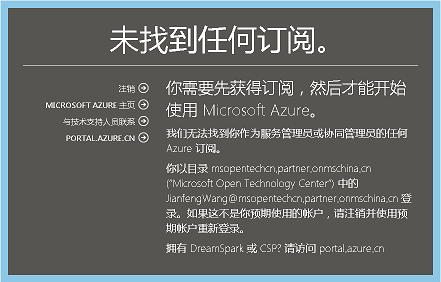 未找到任何订阅。
注销
MICROSOFT AZURE 主页
与技术支持人员联系
PORTAL.AZURE.CN
你需要先获得订阅，然后才能开始
使用 Microsoft Azure。
我们无法找到你作为服务管理员或协同管理员的任何
Azure 订阅。
你以目录 msopentechcn,partner,onmschina,cn
("Microsoft Open Technology Center") 中的
JianfengWang@msopentechcn,partner,onmschina,cn 登
录。如果这不是你预期使用的帐户，请注销并使用预
期帐户重新登录。
拥有 DreamSpark 或 CSP? 请访问 portal,azure,cn